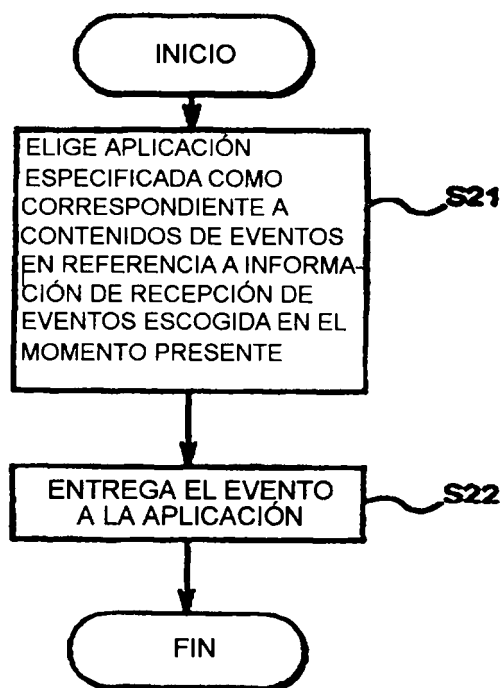 INICIO
ELIGE APLICACIÓN
ESPECIFICADA COMO
CORRESPONDIENTE A
CONTENIDOS DE EVENTOS
EN REFERENCIA A INFORMA-
CIÓN DE RECEPCIÓN DE
EVENTOS ESCOGIDA EN EL
MOMENTO PRESENTE
S21
ENTREGA EL EVENTO
A LA APLICACIÓN
S22
FIN